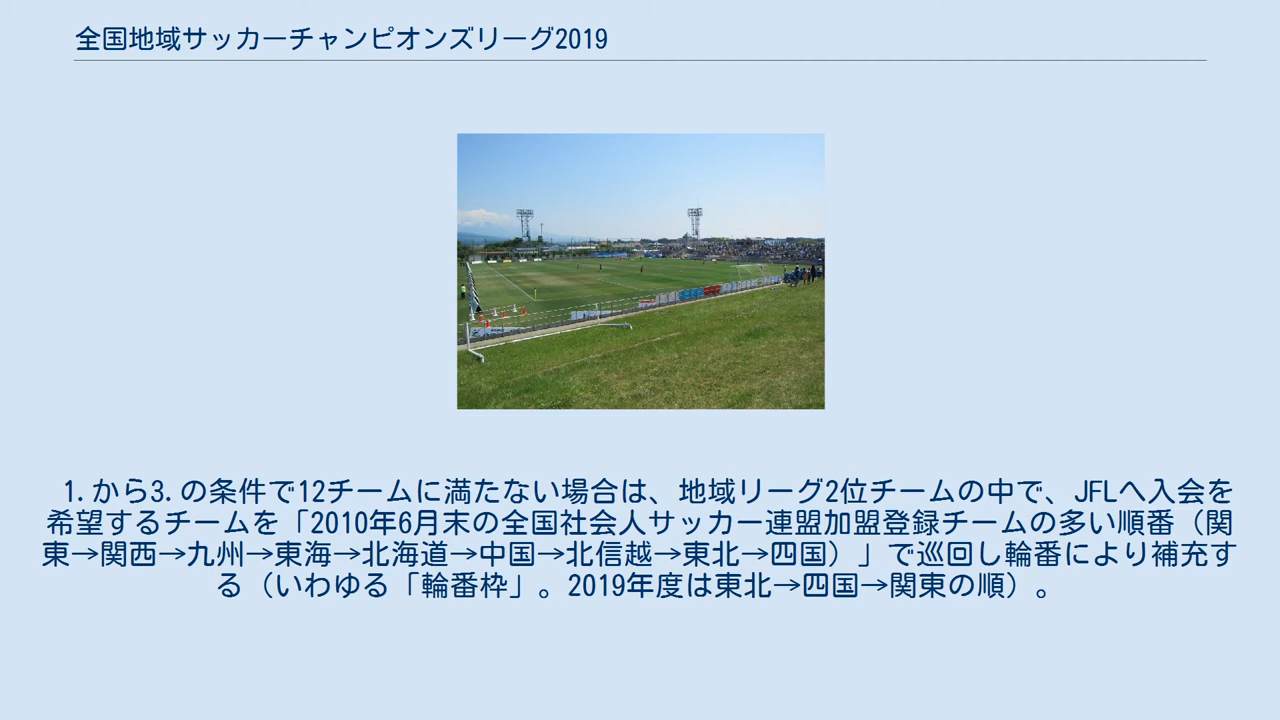 全国地域サッカーチャンピオンズリーグ2019
1.から3.の条件で12チームに満たない場合は、地域リーグ2位チームの中で、JFLへ入会を
希望するチームを「2010年6月末の全国社会人サッカー連盟加盟登録チームの多い順番（関
東→関西→九州→東海→北海道→中国→北信越→東北→四国）」で巡回し輪番により補充す
る（いわゆる「輪番枠」。2019年度は東北→四国→関東の順）。